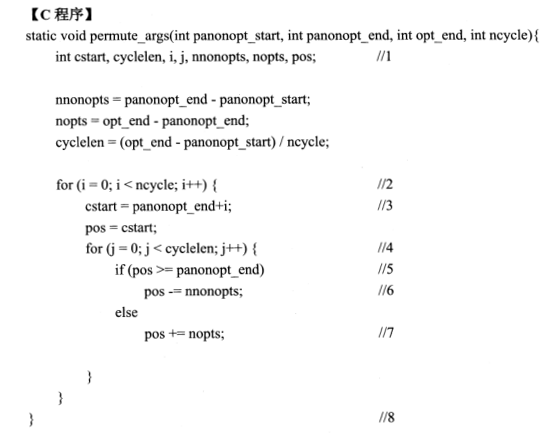 【C 程序】
static void permute_args(int panonopt_start, int panonopt_end, int opt_end, int ncycle){
int cstart, cyclelen, i, j, nnonopts, nopts, pos; //1
nnonopts = panonopt_end - panonopt_start;
nopts = opt_end - panonopt_end;
cyclelen = (opt_end - panonopt_start) / ncycle;
for (i = 0; i < ncycle; i++) { //2
cstart = panonopt_end+i; //3
pos = cstart;
for (j = 0; j < cyclelen; j++) { //4
if (pos >= panonopt_end) //5
pos -= nnonopts; //6
else
pos += nopts; //7
}
}
} //8